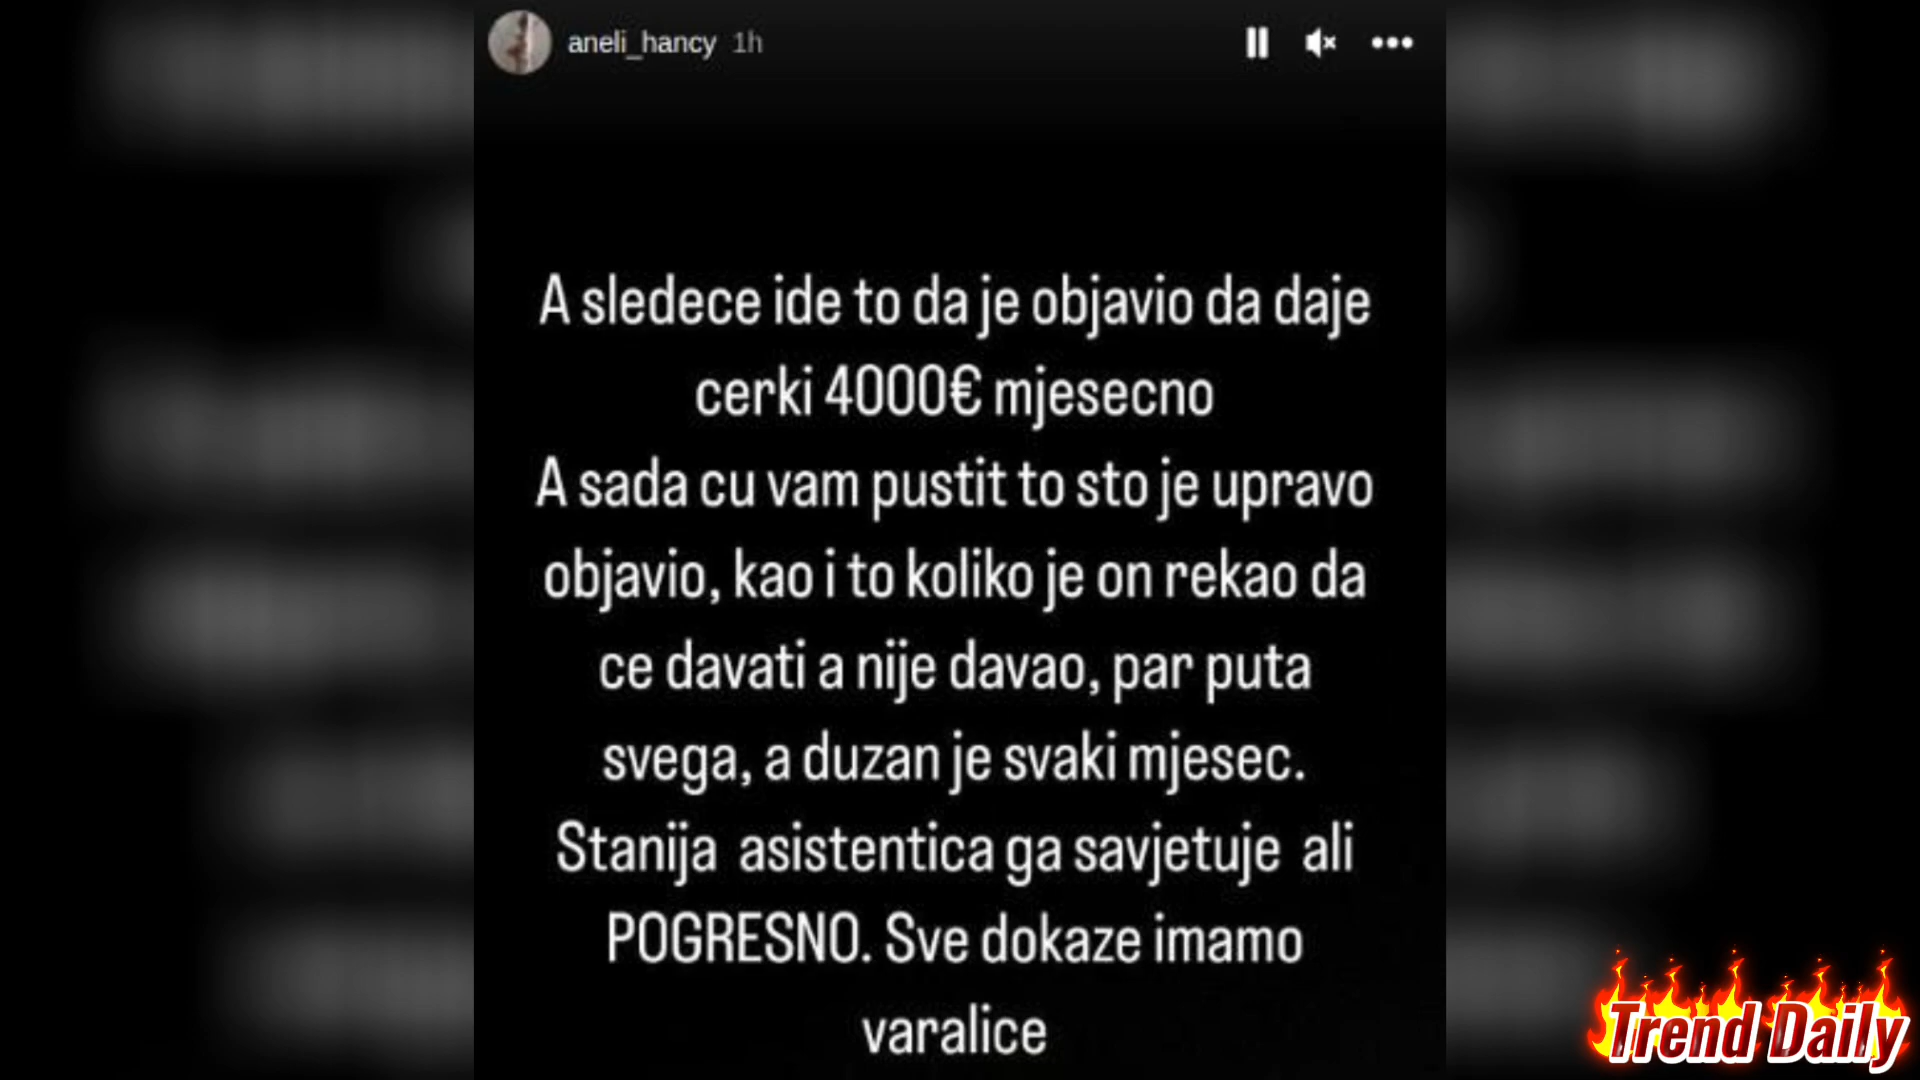 aneli_hancy 1h
A sledece ide to da je objavio da daje
cerki 4000€ mjesecno
A sada cu vam pustit to sto je upravo
objavio, kao i to koliko je on rekao da
ce davati a nije davao, par puta
svega, a duzan je svaki mjesec.
Stanija asistentica ga savjetuje ali
POGRESNO. Sve dokaze imamo
varalice
Trend Daily